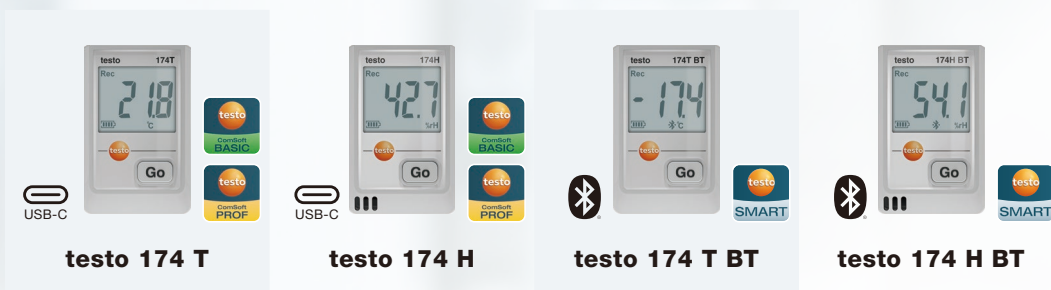 testo 174T
Rec
21.8
°C
testo
Go
testo
ComSoft
BASIC
testo
ComSoft
PROF
USB-C
testo 174 T
testo 174H
Rec
42.7
%rH
testo
Go
testo
ComSoft
BASIC
testo
ComSoft
PROF
USB-C
testo 174 H
testo 174T BT
Rec
-17.4
°C
testo
Go
testo
SMART
testo 174 T BT
testo 174H BT
Rec
54.1
%rH
testo
Go
testo
SMART
testo 174 H BT